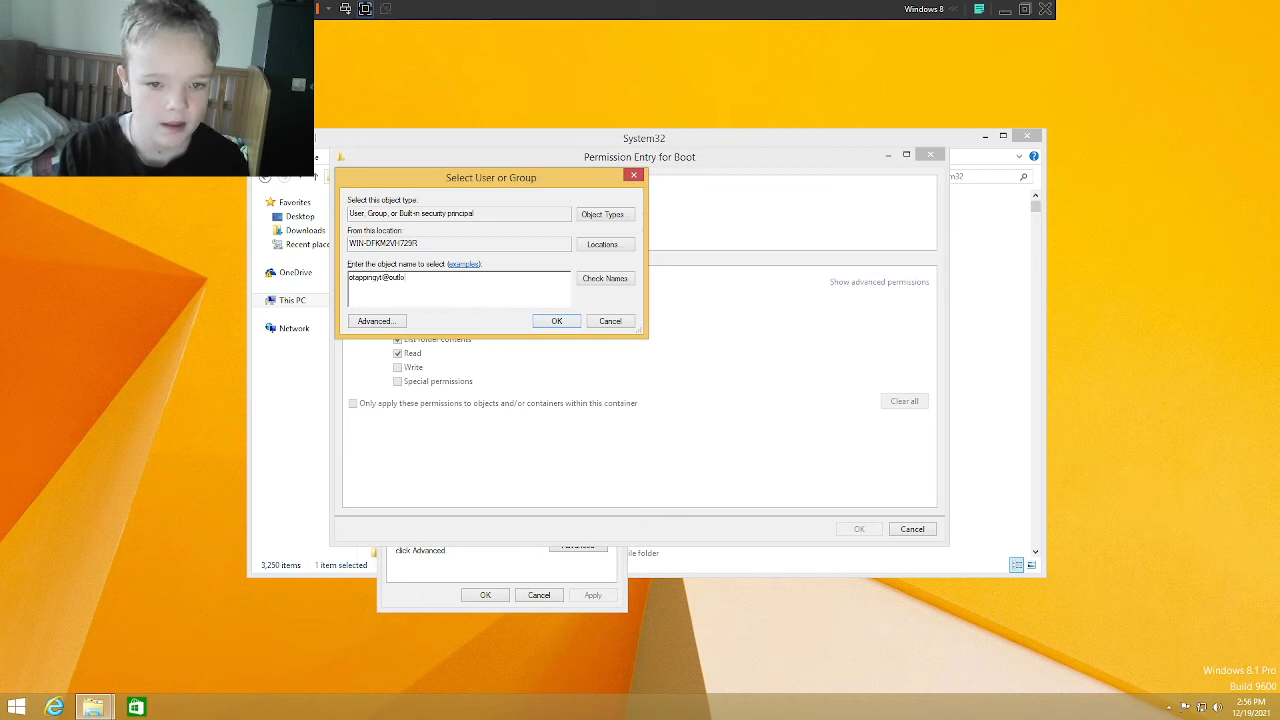 Windows 8
System32
Permission Entry for Boot
Select User or Group
Select this object type:
User, Group, or Built-in security principal
Object Types...
From this location:
WIN-DFKM2VH729R
Locations...
Enter the object name to select (examples):
otappingyt@outlo
Check Names
Advanced...
OK
Cancel
Favorites
Desktop
Downloads
Recent place
OneDrive
This PC
Network
Show advanced permissions
List folder contents
Read
Write
Special permissions
Only apply these permissions to objects and/or containers within this container
Clear all
OK
Cancel
click Advanced.
ile folder
3,250 items
1 item selected
OK
Cancel
Apply
Windows 8.1 Pro
Build 9600
2:56 PM
12/19/2021